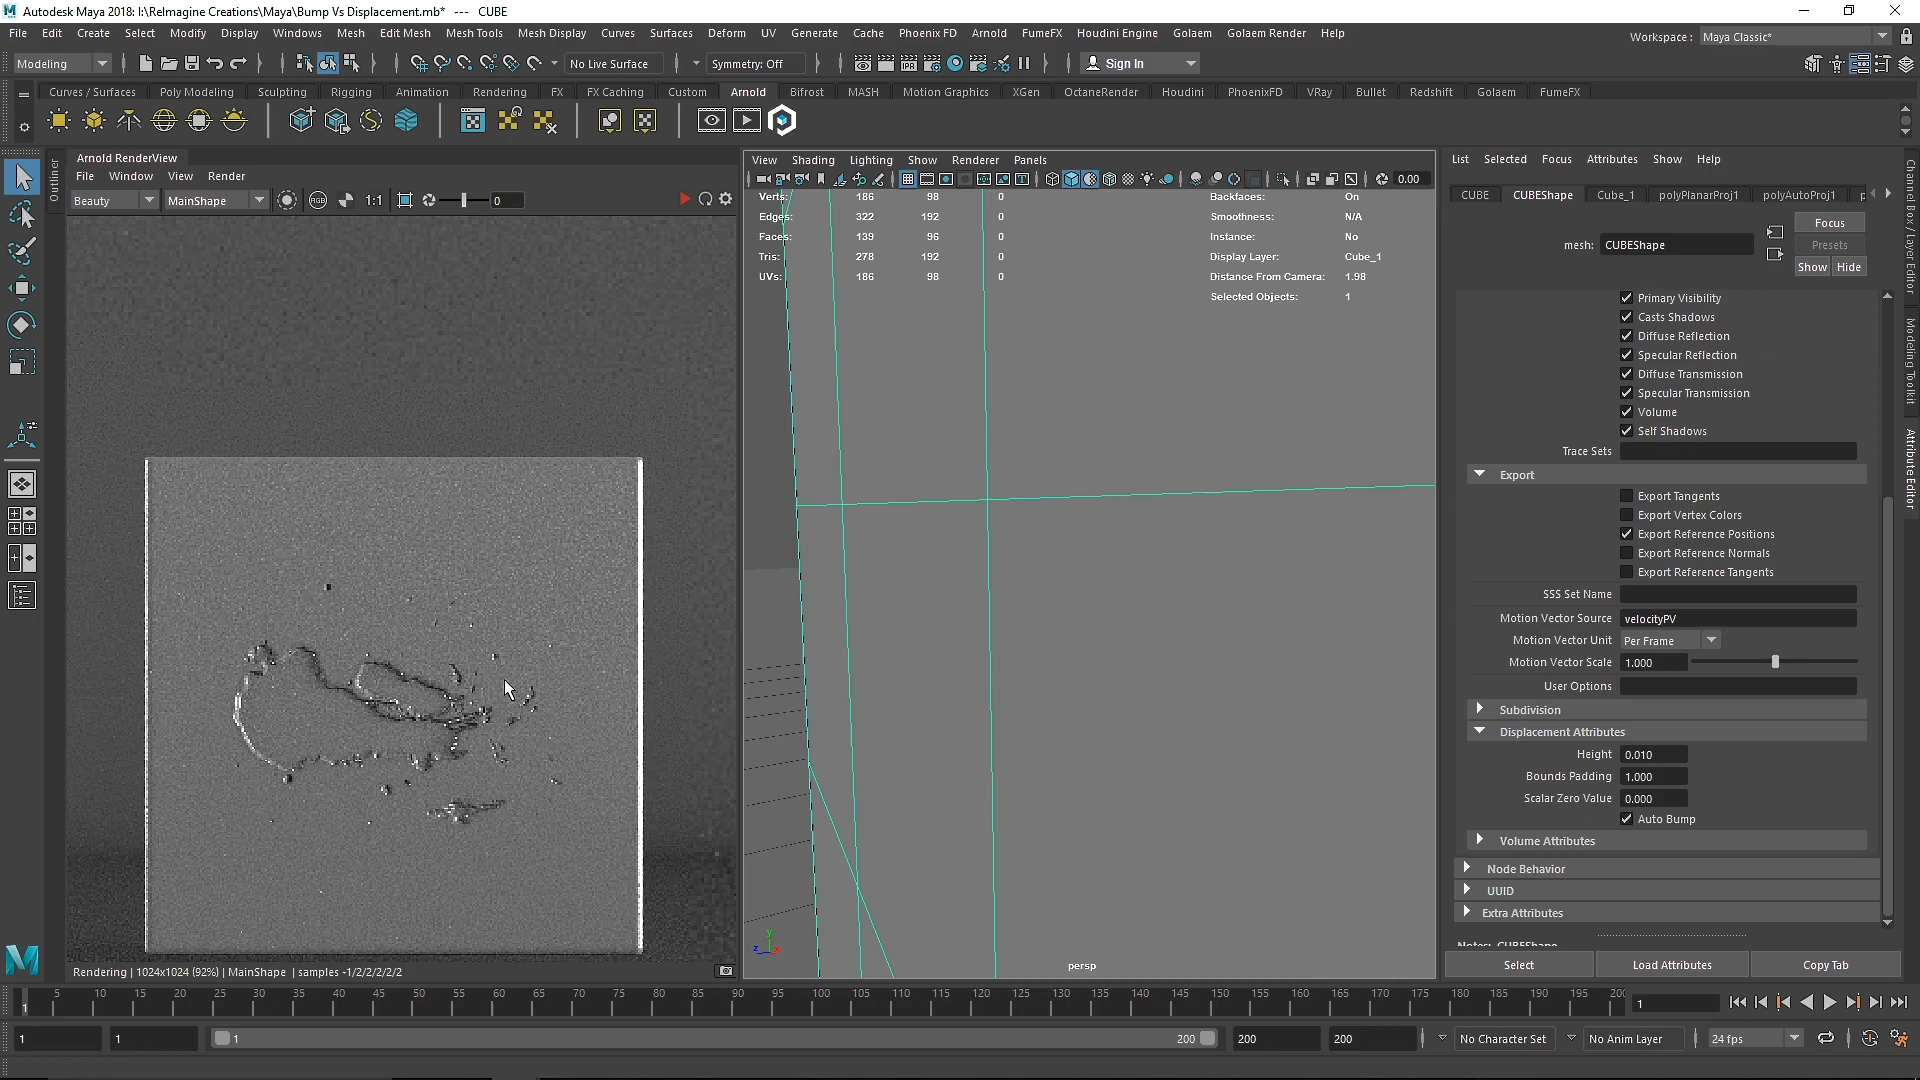 Autodesk Maya 2018: I:\ReImagine Creations\Maya\Bump Vs Displacement.mb* --- CUBE
File Edit Create Select Modify Display Windows Mesh Edit Mesh Mesh Tools Mesh Display Curves Surfaces Deform UV Generate Cache Phoenix FD Arnold FumeFX Houdini Engine Golaem Golaem Render Help
Workspace : Maya Classic*
Modeling No Live Surface Symmetry: Off IPR Sign In
Curves / Surfaces Poly Modeling Sculpting Rigging Animation Rendering FX FX Caching Custom Arnold Bifrost MASH Motion Graphics XGen OctaneRender Houdini PhoenixFD VRay Bullet Redshift Golaem FumeFX
Outliner
Arnold RenderView
File Window View Render
Beauty MainShape RGB 1:1 0
Rendering | 1024x1024 (92%) | MainShape | samples -1/2/2/2/2/2
View Shading Lighting Show Renderer Panels
0.00
Verts: 186 98 0
Edges: 322 192 0
Faces: 139 96 0
Tris: 278 192 0
UVs: 186 98 0
Backfaces: On
Smoothness: N/A
Instance: No
Display Layer: Cube_1
Distance From Camera: 1.98
Selected Objects: 1
y
z x
persp
List Selected Focus Attributes Show Help
CUBE CUBEShape Cube_1 polyPlanarProj1 polyAutoProj1
mesh: CUBEShape
Focus
Presets
Show Hide
Primary Visibility
Casts Shadows
Diffuse Reflection
Specular Reflection
Diffuse Transmission
Specular Transmission
Volume
Self Shadows
Trace Sets
Export
Export Tangents
Export Vertex Colors
Export Reference Positions
Export Reference Normals
Export Reference Tangents
SSS Set Name
Motion Vector Source velocityPV
Motion Vector Unit Per Frame
Motion Vector Scale 1.000
User Options
Subdivision
Displacement Attributes
Height 0.010
Bounds Padding 1.000
Scalar Zero Value 0.000
Auto Bump
Volume Attributes
Node Behavior
UUID
Extra Attributes
Notes: CUBEShape
Select Load Attributes Copy Tab
Channel Box / Layer Editor
Modeling Toolkit
Attribute Editor
1 5 10 15 20 25 30 35 40 45 50 55 60 65 70 75 80 85 90 95 100 105 110 115 120 125 130 135 140 145 150 155 160 165 170 175 180 185 190 195 200 1
1 1 1 200 200 200 No Character Set No Anim Layer 24 fps